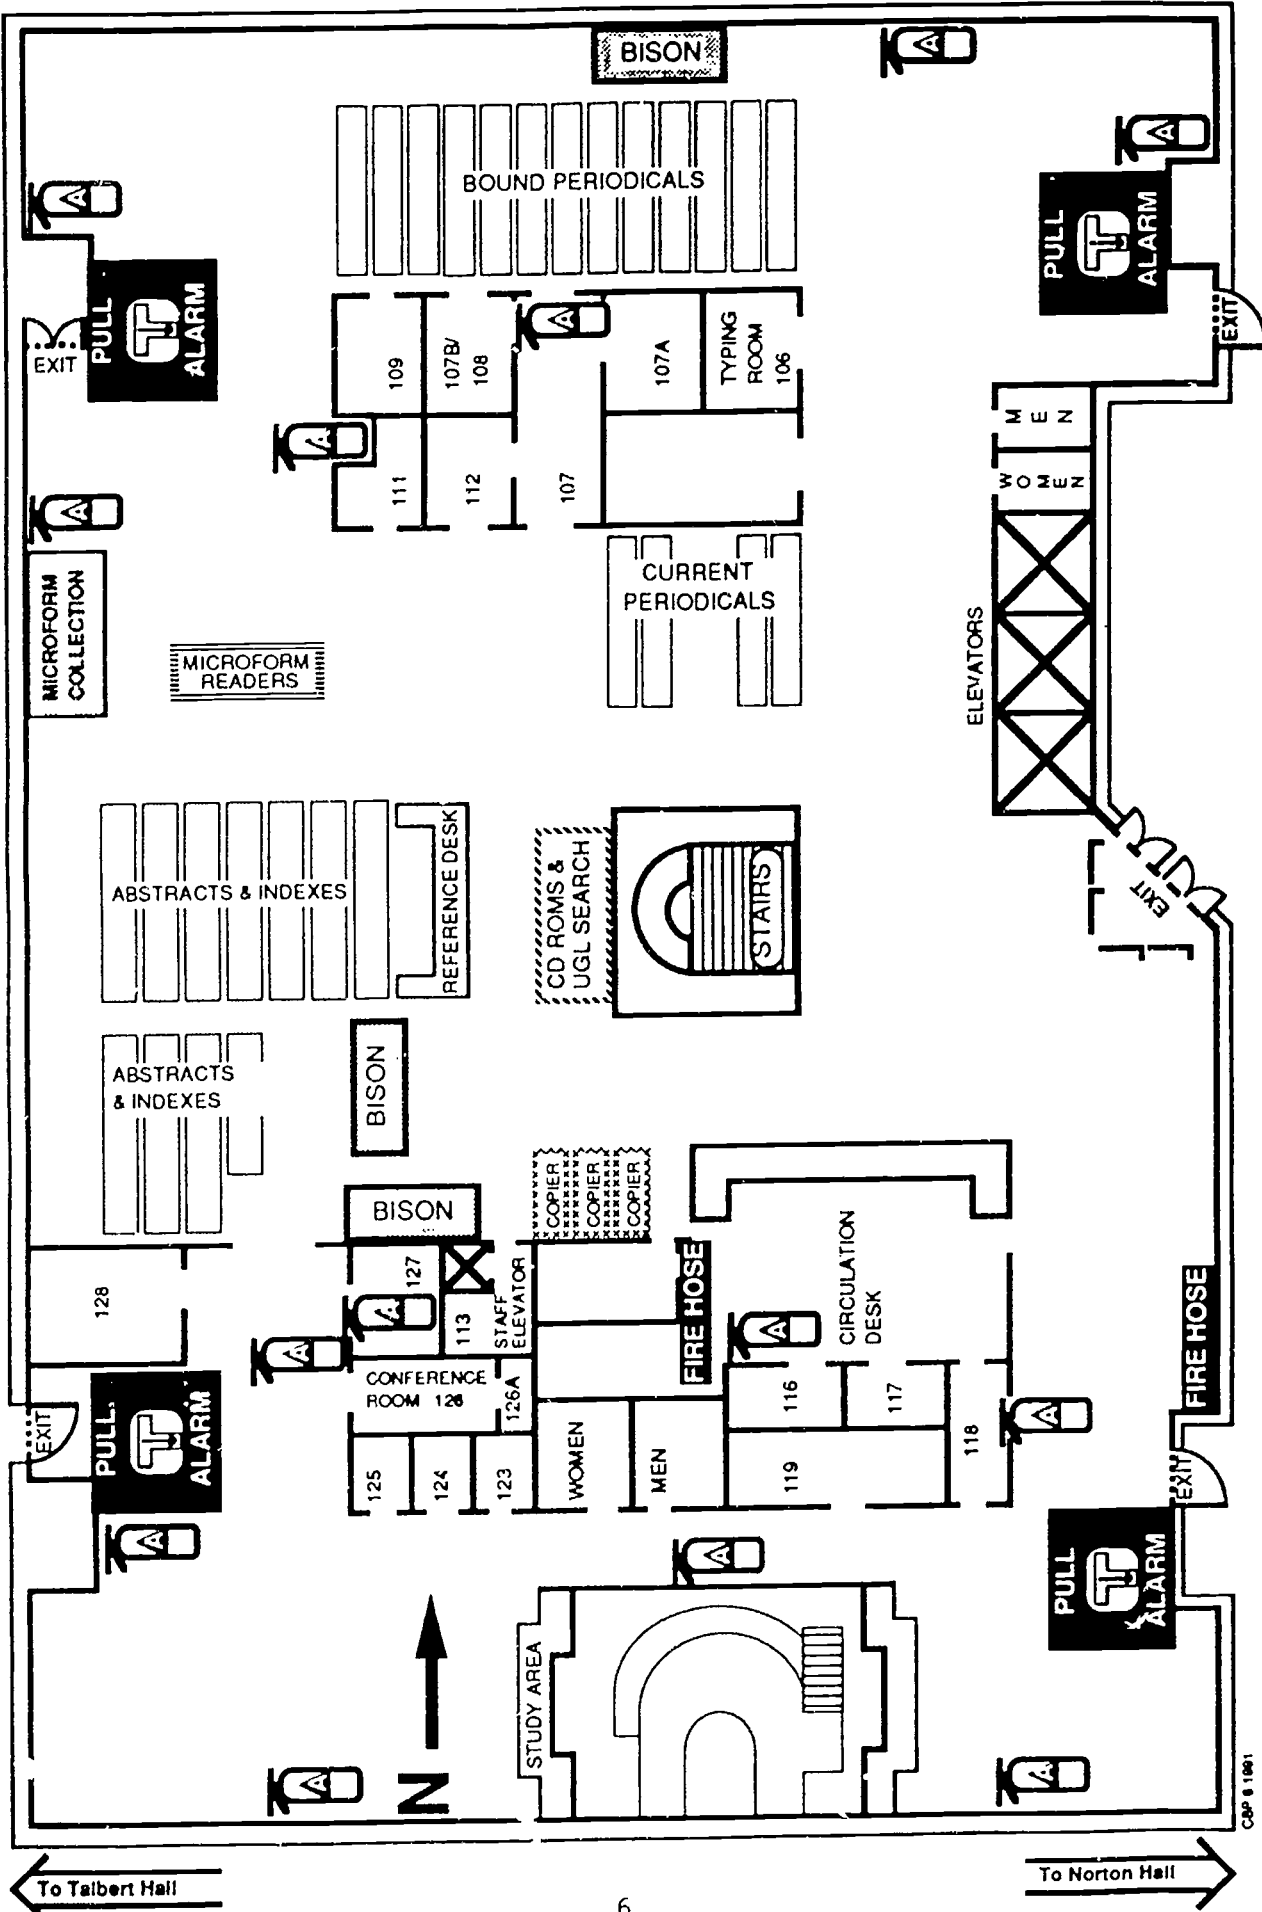 BISON
A
A
A
BOUND PERIODICALS
PULL
ALARM
PULL
ALARM
EXIT
EXIT
A
109
107B/
108
107A
TYPING
ROOM
106
A
111
112
107
MEN
WOMEN
A
MICROFORM
COLLECTION
CURRENT
PERIODICALS
MICROFORM
READERS
ELEVATORS
ABSTRACTS & INDEXES
REFERENCE DESK
CD ROMS &
UGL SEARCH
STAIRS
EXIT
ABSTRACTS
& INDEXES
BISON
BISON
COPIER
COPIER
COPIER
128
127
113
STAFF
ELEVATOR
FIRE HOSE
CIRCULATION
DESK
FIRE HOSE
A
A
A
CONFERENCE
ROOM 126
126A
116
117
118
A
EXIT
PULL
ALARM
125
124
123
WOMEN
MEN
119
EXIT
A
A
PULL
ALARM
STUDY AREA
N
A
A
CBP 6 1991
To Talbert Hall
To Norton Hall
6